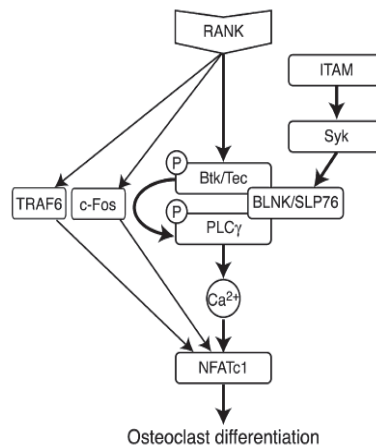 RANK
ITAM
Syk
P
Btk/Tec
TRAF6
c-Fos
BLNK/SLP76
P
PLCγ
Ca²⁺
NFATc1
Osteoclast differentiation